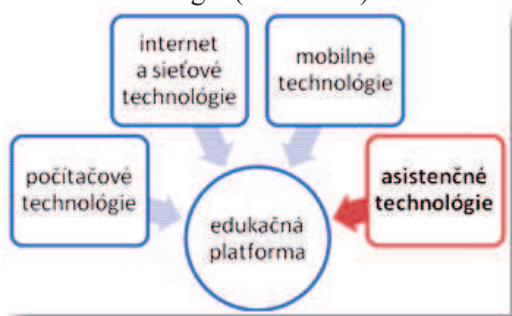 internet
a sieťové
technológie
mobilné
technológie
počítačové
technológie
asistenčné
technológie
edukačná
platforma